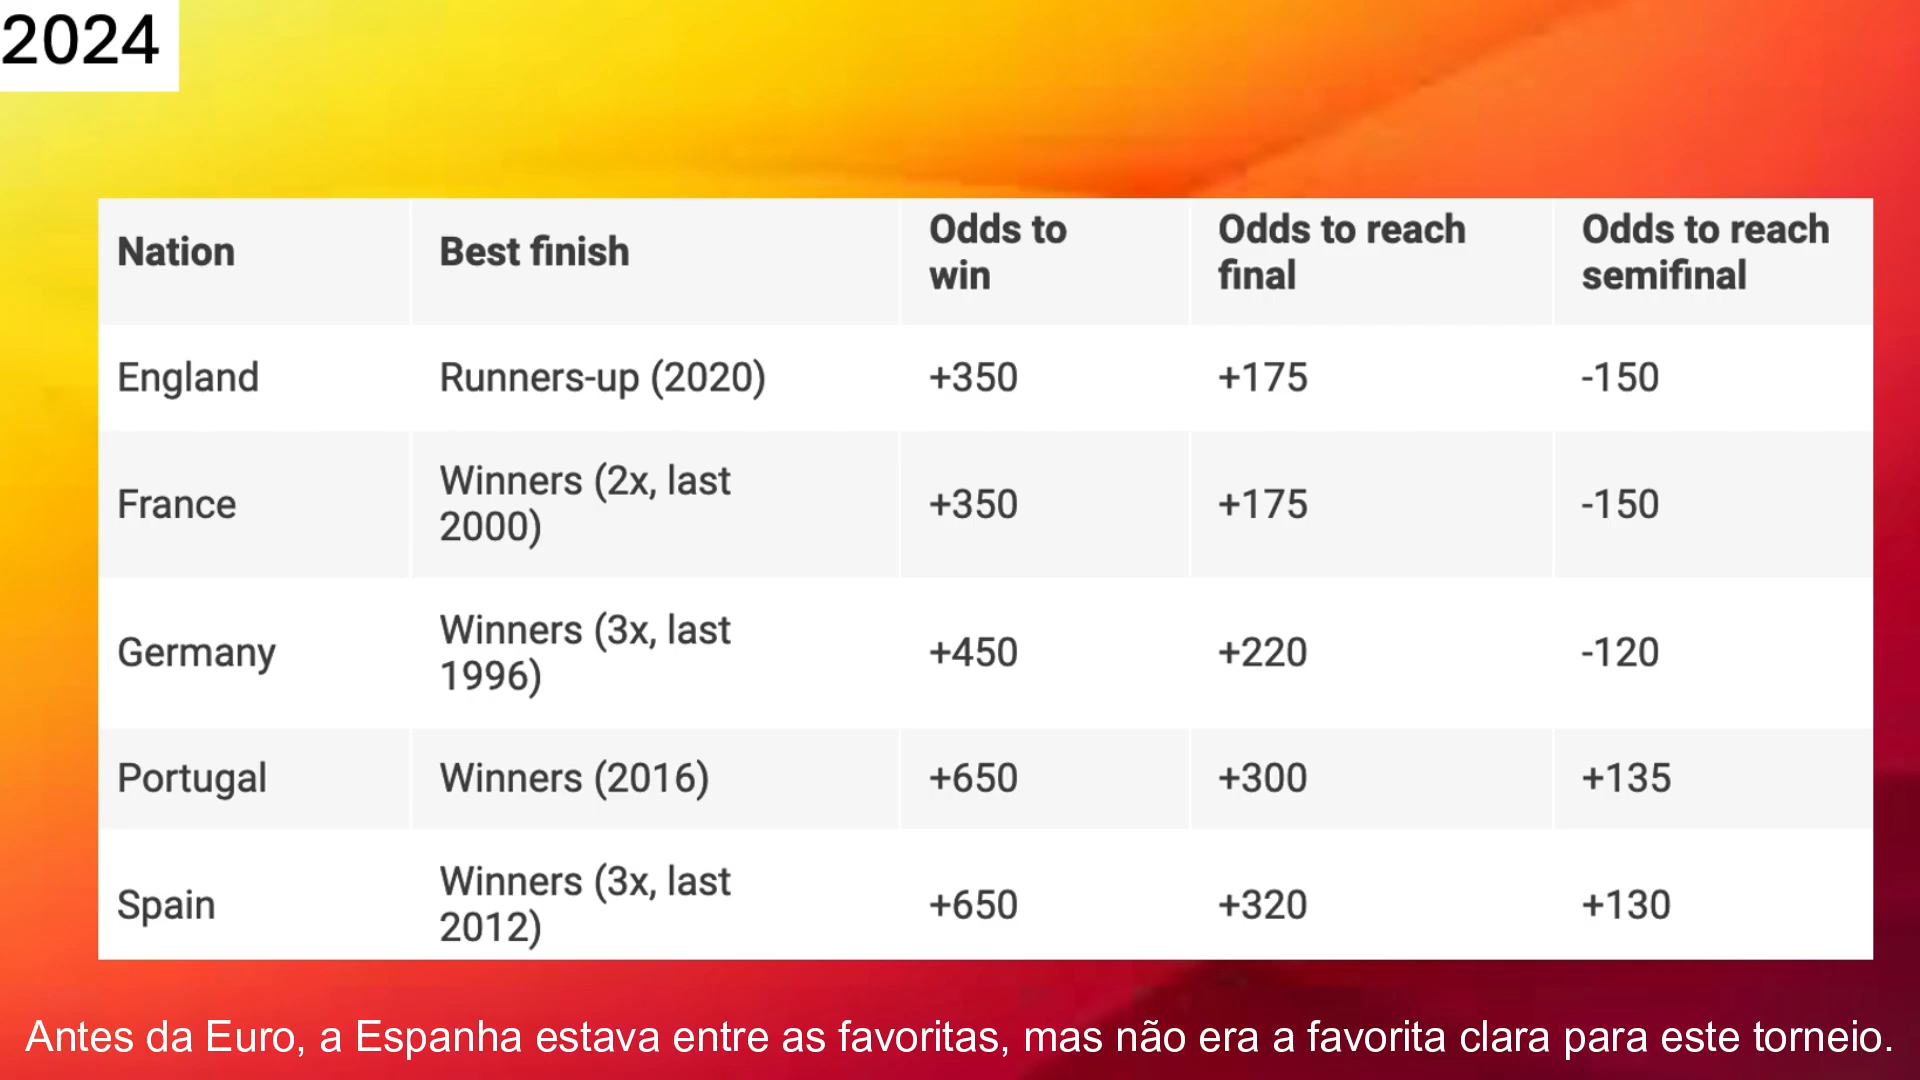 2024
Nation Best finish Odds to win Odds to reach final Odds to reach semifinal
England Runners-up (2020) +350 +175 -150
France Winners (2x, last 2000) +350 +175 -150
Germany Winners (3x, last 1996) +450 +220 -120
Portugal Winners (2016) +650 +300 +135
Spain Winners (3x, last 2012) +650 +320 +130
Antes da Euro, a Espanha estava entre as favoritas, mas não era a favorita clara para este torneio.